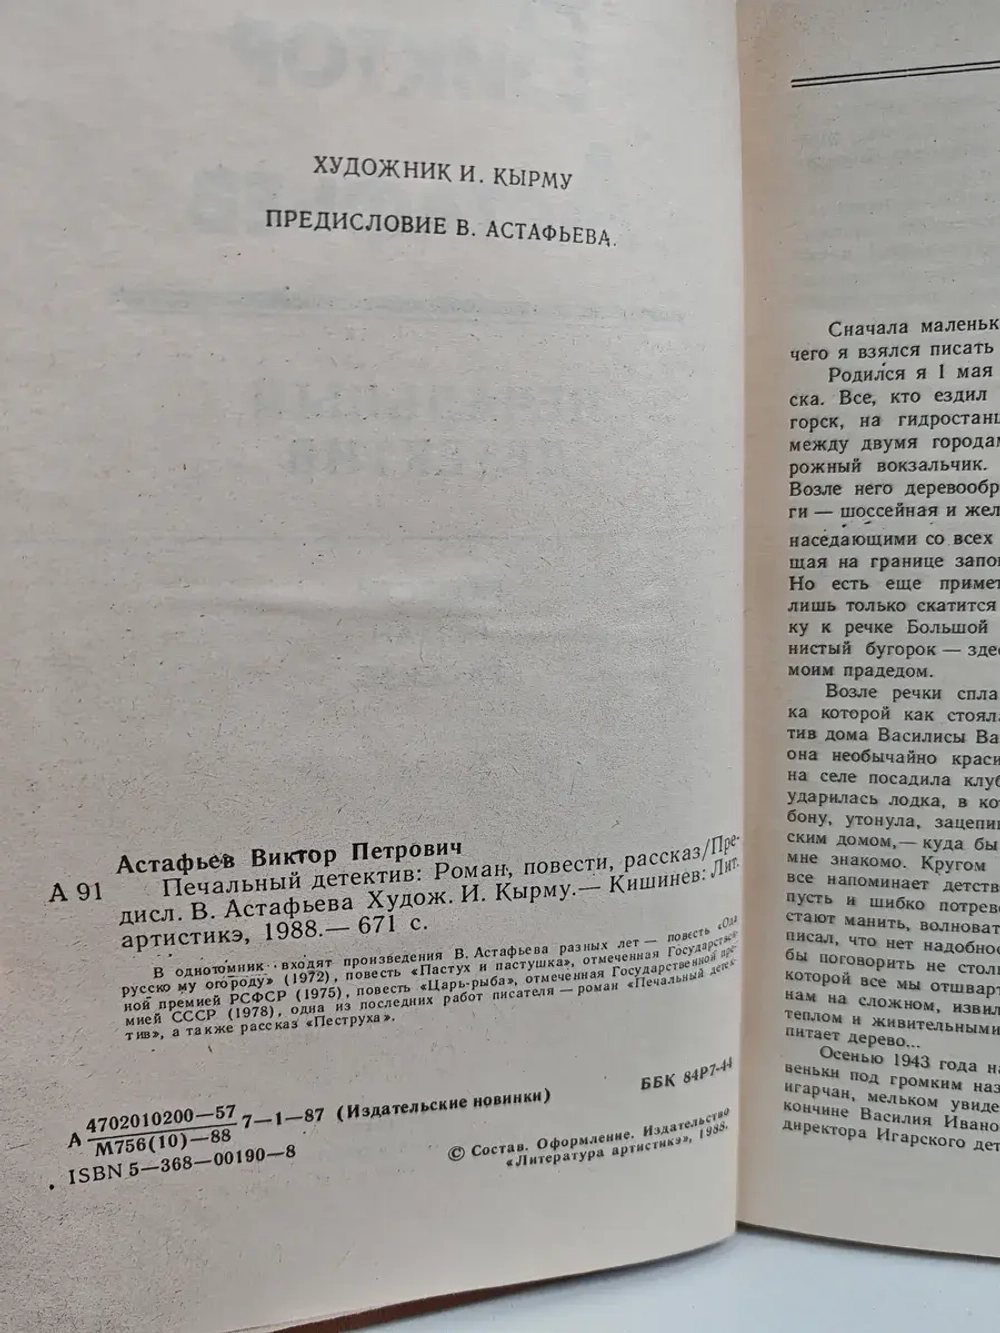 ХУДОЖНИК И. КЫРМУ
ПРЕДИСЛОВИЕ В. АСТАФЬЕВА.
Астафьев Виктор Петрович
А 91
Печальный детектив: Роман, повести, рассказ/Пре-
дисл. В. Астафьева Худож. И. Кырму.— Кишинев: Лит.
артистикэ, 1988.— 671 с.
В однотомник входят произведения В. Астафьева разных лет — повесть «Ода
русскому огороду» (1972), повесть «Пастух и пастушка», отмеченная Государствен-
ной премией РСФСР (1975), повесть «Царь-рыба», отмеченная Государственной пре-
мией СССР (1978), одна из последних работ писателя — роман «Печальный детек-
тив», а также рассказ «Пеструха».
А 4702010200—57
М756(10)—88
7—1—87 (Издательские новинки)
ББК 84Р7-44
ISBN 5—368—00190—8
© Состав. Оформление. Издательство
«Литература артистикэ», 1988.
Сначала маленьк
чего я взялся писать
Родился я 1 мая
ска. Все, кто ездил
горск, на гидростанц
между двумя городам
рожный вокзальчик.
Возле него деревообр
ги — шоссейная и жел
наседающими со всех
щая на границе запо
Но есть еще примет
лишь только скатится
ку к речке Большой
нистый бугорок — здес
моим прадедом.
Возле речки спла
ка которой как стоял
тив дома Василисы Ва
она необычайно краси
на селе посадила клуб
ударилась лодка, в ко
бону, утонула, зацепи
ским домом,— куда бы
мне знакомо. Кругом
все напоминает детств
пусть и шибко потрев
стают манить, волноват
писал, что нет надобнос
бы поговорить не столь
которой все мы отшварт
нам на сложном, извил
теплом и живительными
питает дерево...
Осенью 1943 года на
веньки под громким наз
игарчан, мельком увиде
кончине Василия Ивано
директора Игарского дет